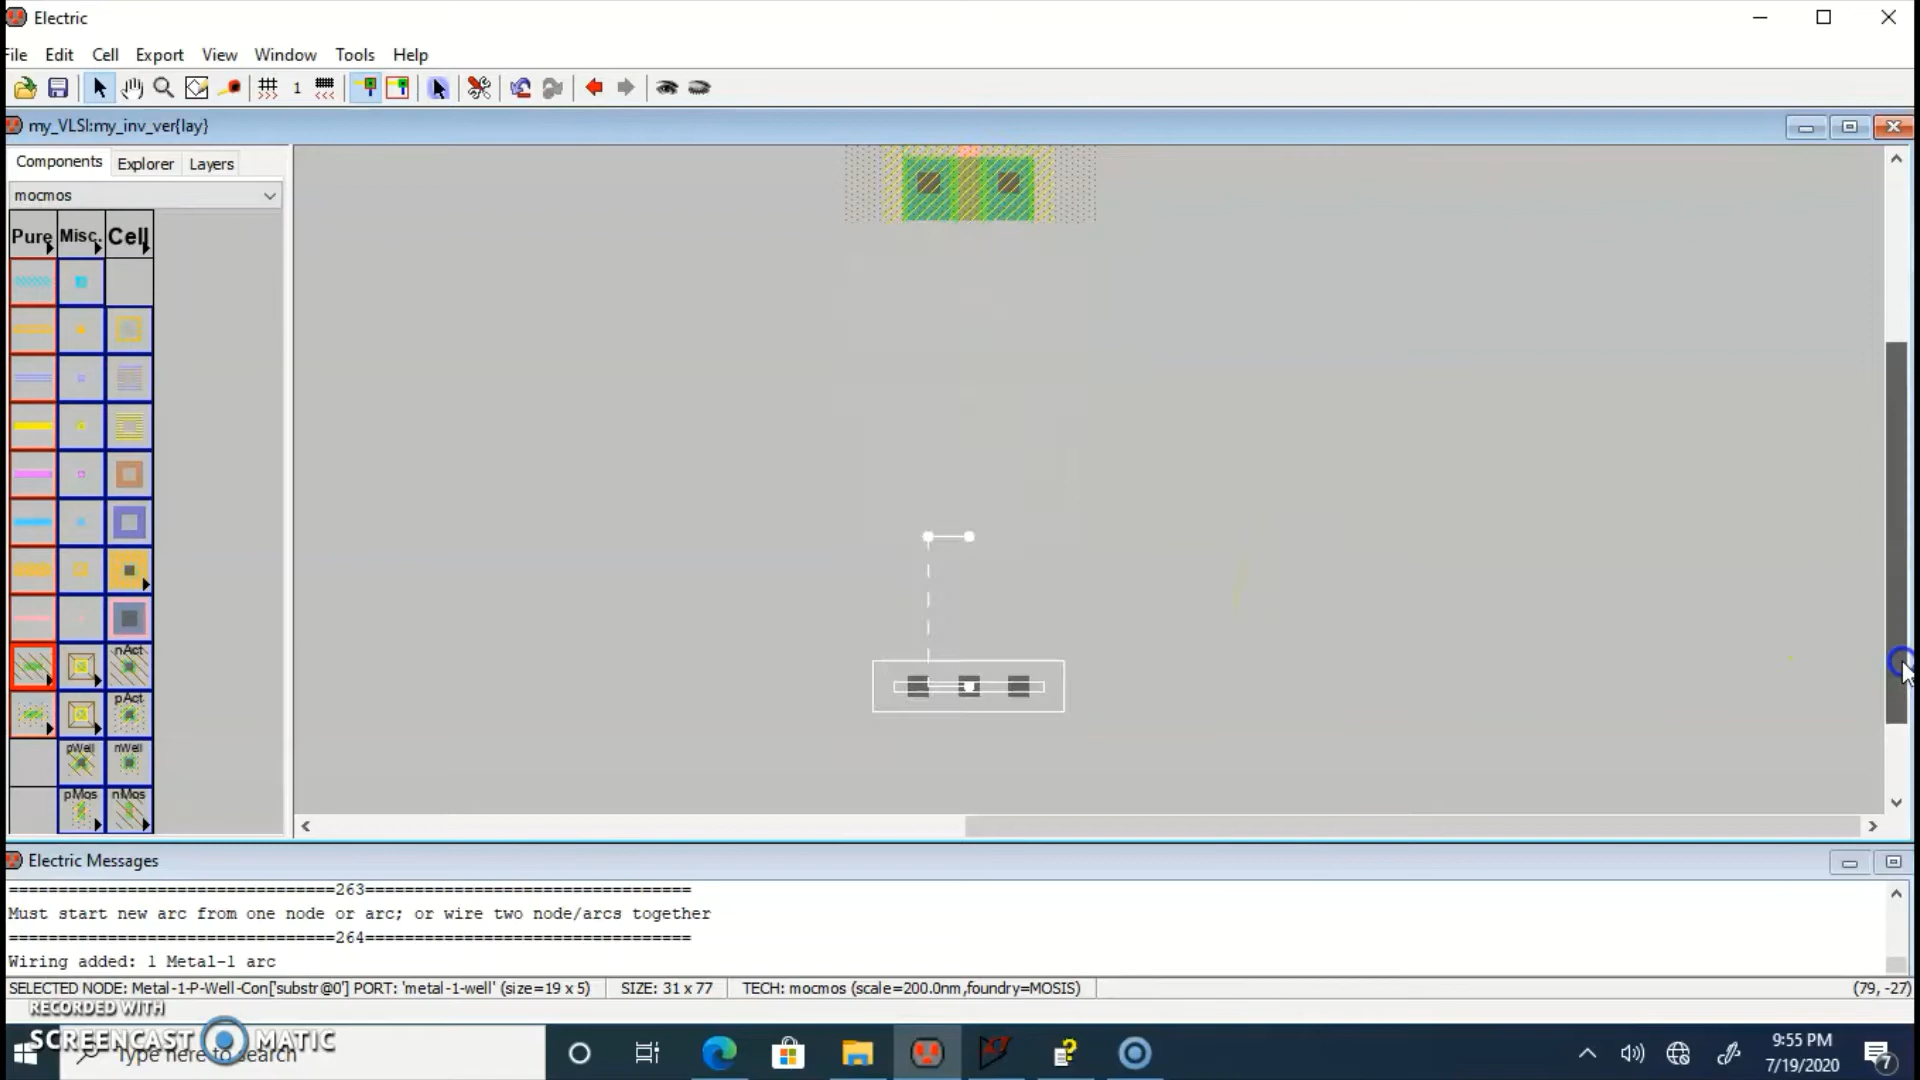 Electric
File Edit Cell Export View Window Tools Help
1
my_VLSI:my_inv_ver{lay}
Components Explorer Layers
mocmos
Pure Misc. Cell
nAct
pAct
pWell nWell
pMos nMos
Electric Messages
=================================263=================================
Must start new arc from one node or arc; or wire two node/arcs together
=================================264=================================
Wiring added: 1 Metal-1 arc
SELECTED NODE: Metal-1-P-Well-Con['substr@0'] PORT: 'metal-1-well' (size=19 x 5) SIZE: 31 x 77 TECH: mocmos (scale=200.0nm,foundry=MOSIS) (79, -27)
RECORDED WITH
SCREENCAST MATIC
Type here to search
9:55 PM
7/19/2020
7